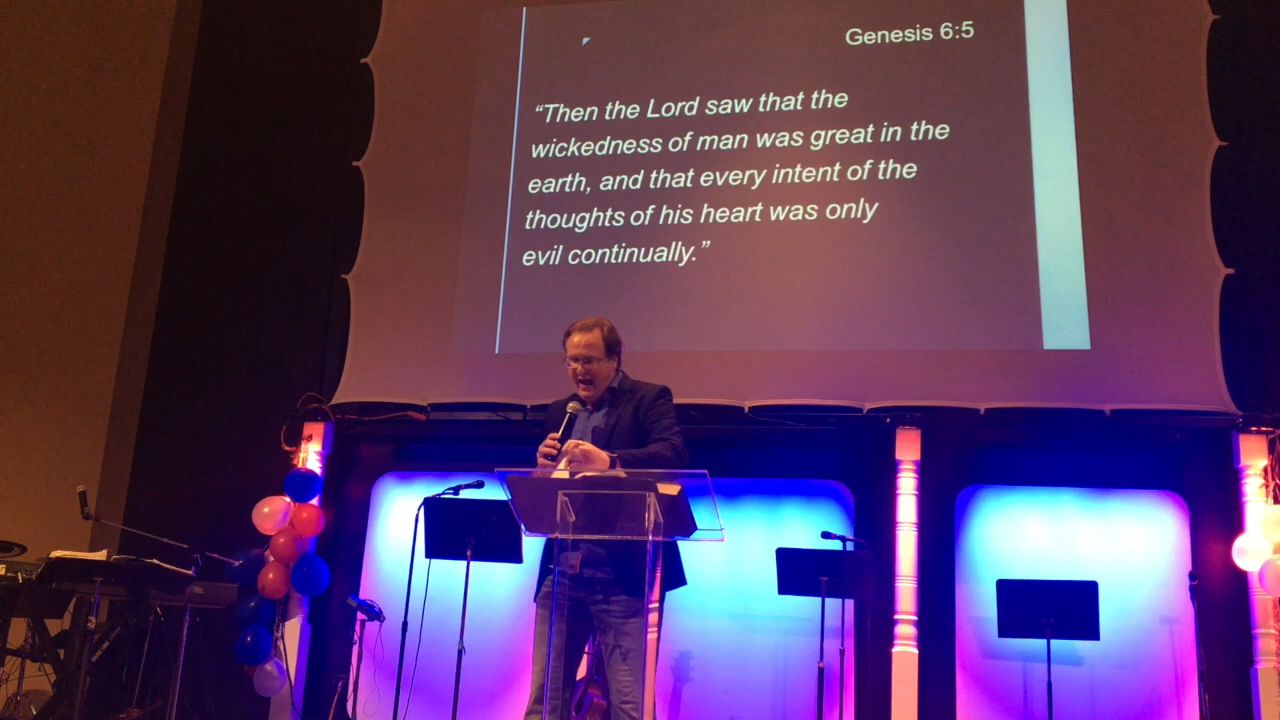 Genesis 6:5
“Then the Lord saw that the
wickedness of man was great in the
earth, and that every intent of the
thoughts of his heart was only
evil continually.”